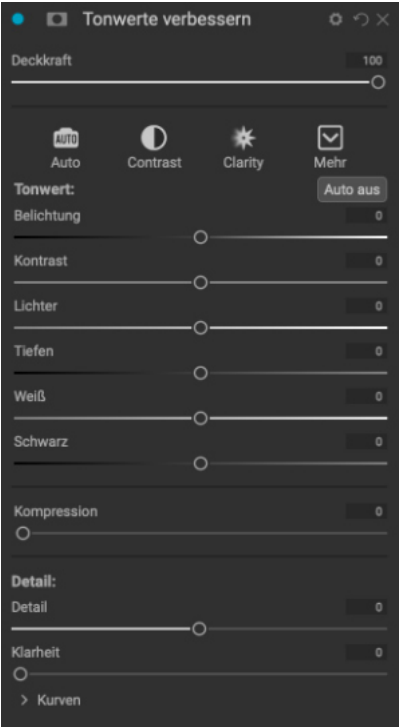 Tonwerte verbessern
Deckkraft 100
AUTO
Auto Contrast Clarity Mehr
Tonwert: Auto aus
Belichtung 0
Kontrast 0
Lichter 0
Tiefen 0
Weiß 0
Schwarz 0
Kompression 0
Detail:
Detail 0
Klarheit 0
Kurven